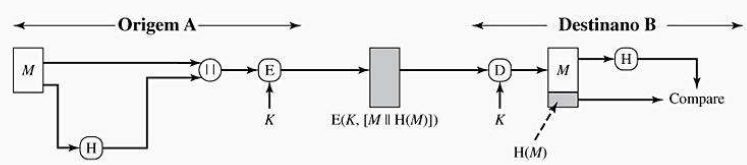 Origem A
Destinano B
M
H
||
E
K
E(K, [M || H(M)])
D
K
M
H
Compare
H(M)